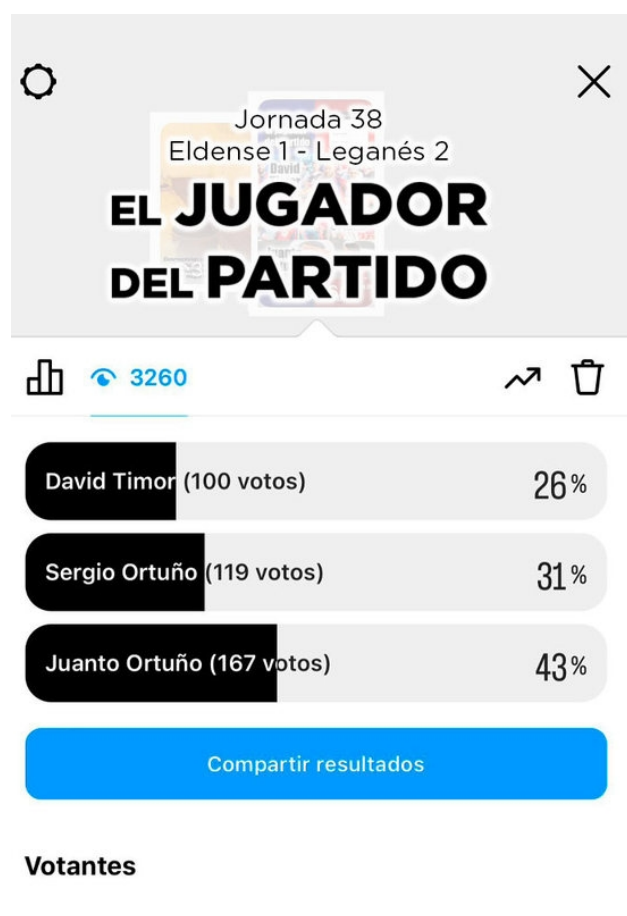 Jornada 38
Eldense 1 - Leganés 2
EL JUGADOR
DEL PARTIDO
3260
David Timor (100 votos) 26%
Sergio Ortuño (119 votos) 31%
Juanto Ortuño (167 votos) 43%
Compartir resultados
Votantes